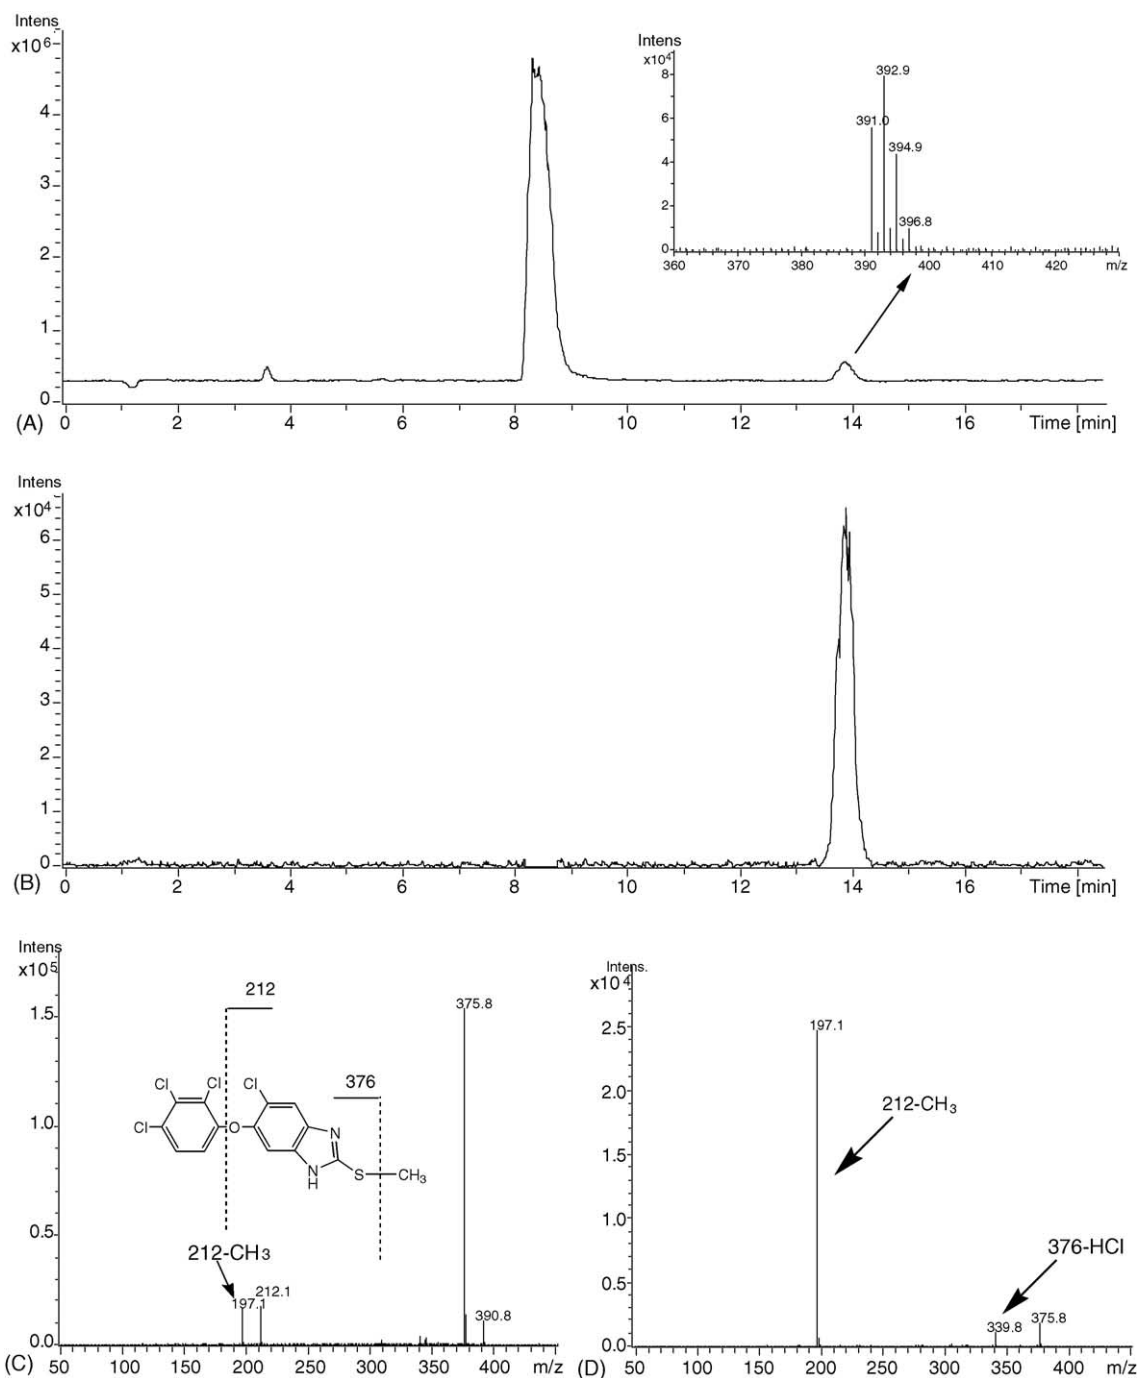 Intens
x10⁶
4
3
2
1
0
(A) 0 2 4 6 8 10 12 14 16 Time [min]
Intens
x10⁴
8
6
4
2
0
392.9
391.0
394.9
396.8
360 370 380 390 400 410 420 m/z
Intens
x10⁴
6
5
4
3
2
1
0
(B) 0 2 4 6 8 10 12 14 16 Time [min]
Intens
x10⁵
1.5
1.0
0.5
0.0
212
375.8
376
Cl Cl Cl
Cl O N
N
H
S CH₃
212-CH₃
197.1 212.1
390.8
(C) 50 100 150 200 250 300 350 400 m/z
Intens.
x10⁴
2.5
2.0
1.5
1.0
0.5
0.0
197.1
212-CH₃
376-HCl
339.8 375.8
(D) 50 100 150 200 250 300 350 400 m/z